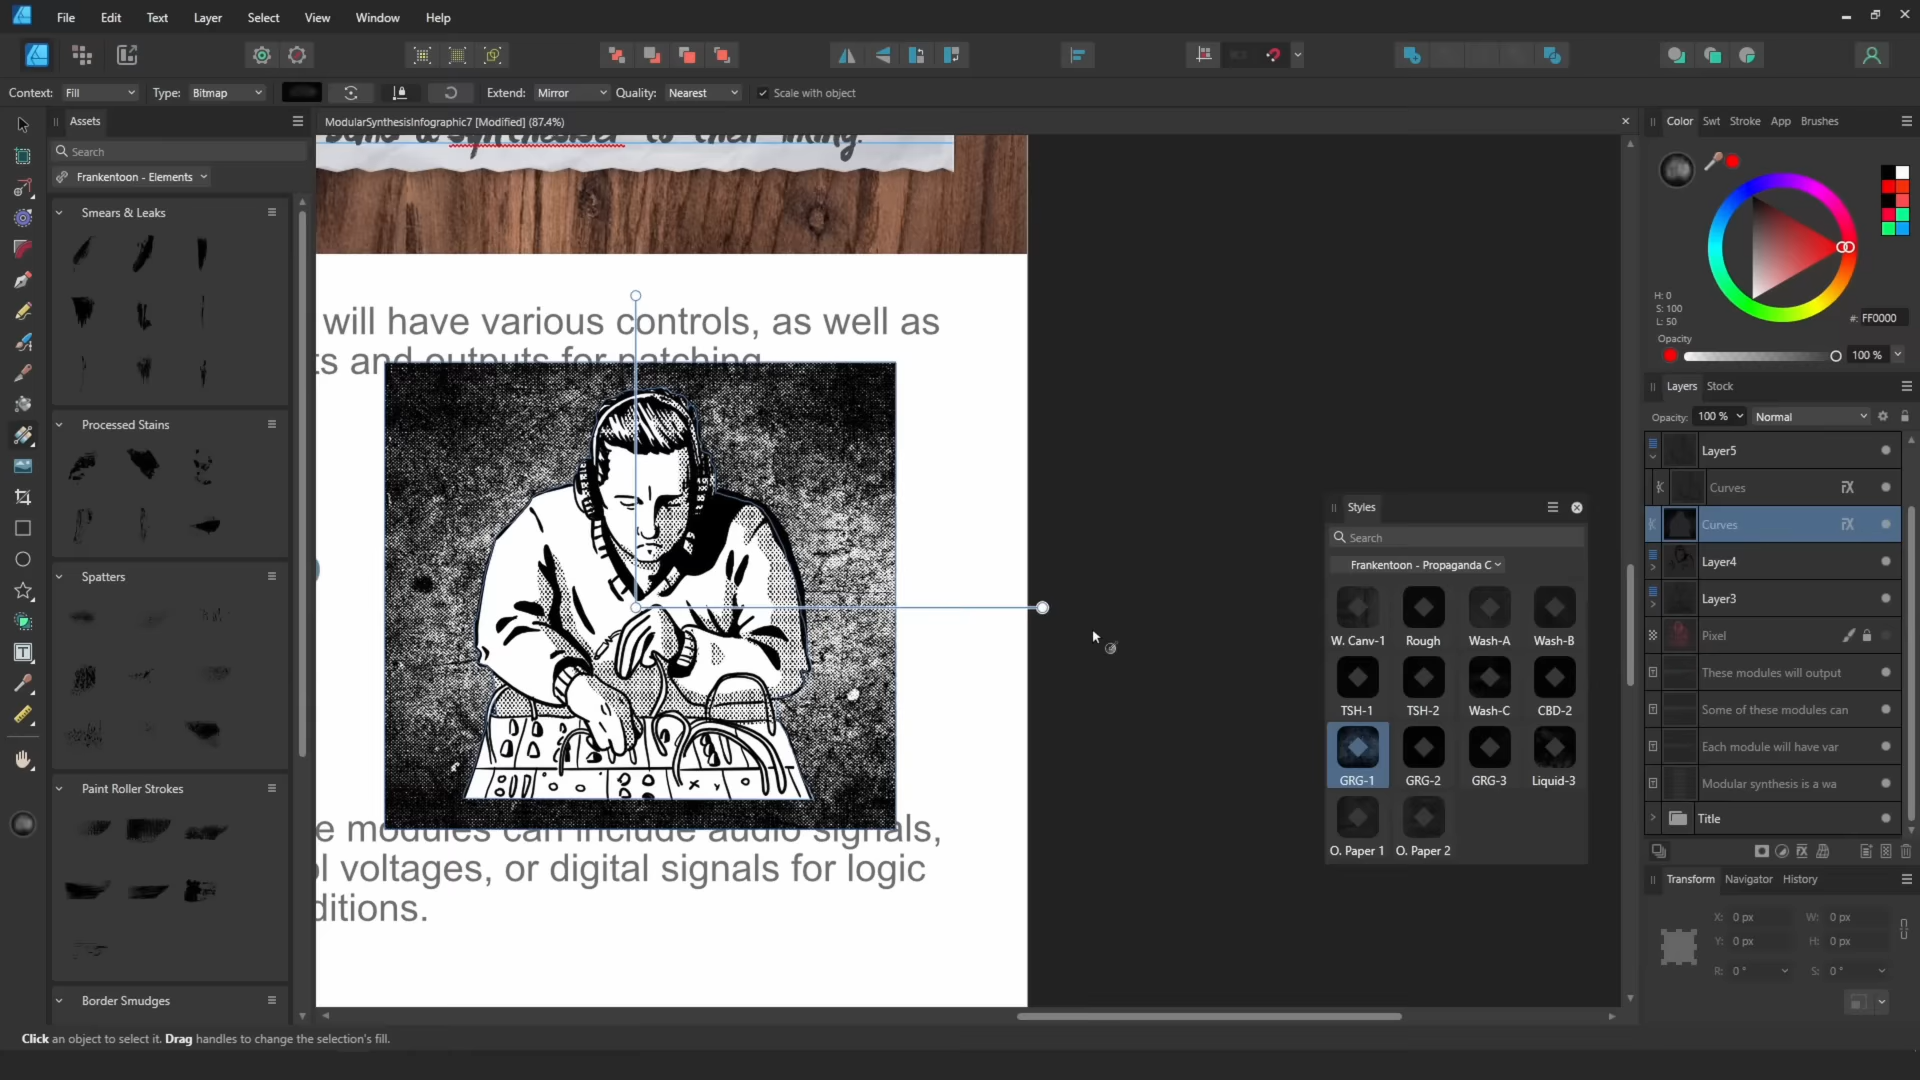 File Edit Text Layer Select View Window Help
Context: Fill Type: Bitmap Extend: Mirror Quality: Nearest Scale with object
Assets
Search
Frankentoon - Elements
Smears & Leaks
Processed Stains
Spatters
Paint Roller Strokes
Border Smudges
ModularSynthesisInfographic7 [Modified] (87.4%)
synthesiser to their liking.
will have various controls, as well as
ts and outputs for patching
e modules can include audio signals,
ol voltages, or digital signals for logic
ditions.
Styles
Search
Frankentoon - Propaganda C
W. Canv-1 Rough Wash-A Wash-B
TSH-1 TSH-2 Wash-C CBD-2
GRG-1 GRG-2 GRG-3 Liquid-3
O. Paper 1 O. Paper 2
Color Swt Stroke App Brushes
H: 0
S: 100
L: 50
#: FF0000
Opacity
100 %
Layers Stock
Opacity: 100 % Normal
Layer5
Curves
Curves
Layer4
Layer3
Pixel
These modules will output
Some of these modules can
Each module will have var
Modular synthesis is a wa
Title
Transform Navigator History
X: 0 px W: 0 px
Y: 0 px H: 0 px
R: 0 ° S: 0 °
Click an object to select it. Drag handles to change the selection's fill.